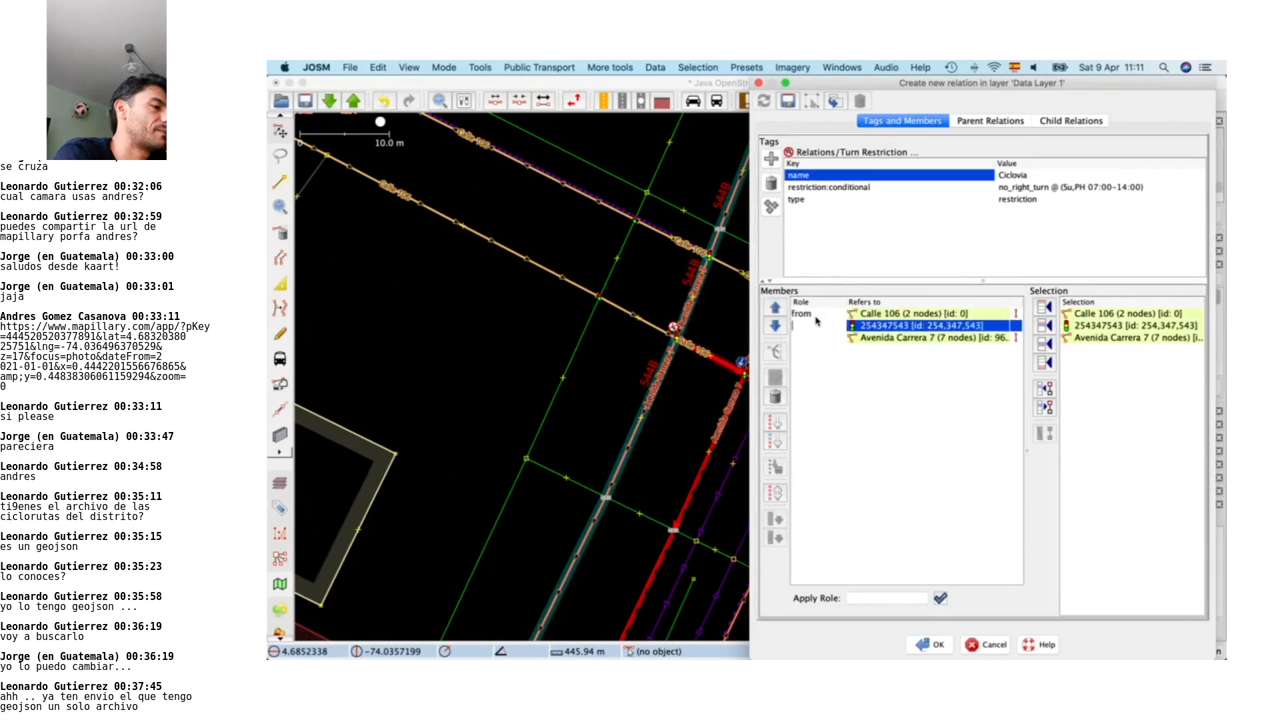 se cruza
Leonardo Gutierrez 00:32:06
cual camara usas andres?
Leonardo Gutierrez 00:32:59
puedes compartir la url de
mapillary porfa andres?
Jorge (en Guatemala) 00:33:00
saludos desde kaart!
Jorge (en Guatemala) 00:33:01
jaja
Andres Gomez Casanova 00:33:11
https://www.mapillary.com/app/?pKey
=444520520377891&lat=4.68320380
25751&lng=-74.036496370529&
z=17&focus=photo&dateFrom=2
021-01-01&x=0.4442201556676865&
amp;y=0.44838306061159294&zoom=
0
Leonardo Gutierrez 00:33:11
si please
Jorge (en Guatemala) 00:33:47
pareciera
Leonardo Gutierrez 00:34:58
andres
Leonardo Gutierrez 00:35:11
ti9enes el archivo de las
ciclorutas del distrito?
Leonardo Gutierrez 00:35:15
es un geojson
Leonardo Gutierrez 00:35:23
lo conoces?
Leonardo Gutierrez 00:35:58
yo lo tengo geojson ...
Leonardo Gutierrez 00:36:19
voy a buscarlo
Jorge (en Guatemala) 00:36:19
yo lo puedo cambiar...
Leonardo Gutierrez 00:37:45
ahh .. ya ten envio el que tengo
geojson un solo archivo
JOSM File Edit View Mode Tools Public Transport More tools Data Selection Presets Imagery Windows Audio Help Sat 9 Apr 11:11
* Java OpenStr
Create new relation in layer 'Data Layer 1'
Tags and Members Parent Relations Child Relations
Tags
Relations/Turn Restriction ...
Key Value
name Ciclovia
restriction:conditional no_right_turn @ (Su,PH 07:00-14:00)
type restriction
Members
Role Refers to
from Calle 106 (2 nodes) [id: 0]
254347543 [id: 254,347,543]
Avenida Carrera 7 (7 nodes) [id: 96..
Selection
Selection
Calle 106 (2 nodes) [id: 0]
254347543 [id: 254,347,543]
Avenida Carrera 7 (7 nodes) [i...
Apply Role:
OK Cancel Help
0 10.0 m
544B
544B
544B
4.6852338 -74.0357199 445.94 m (no object)